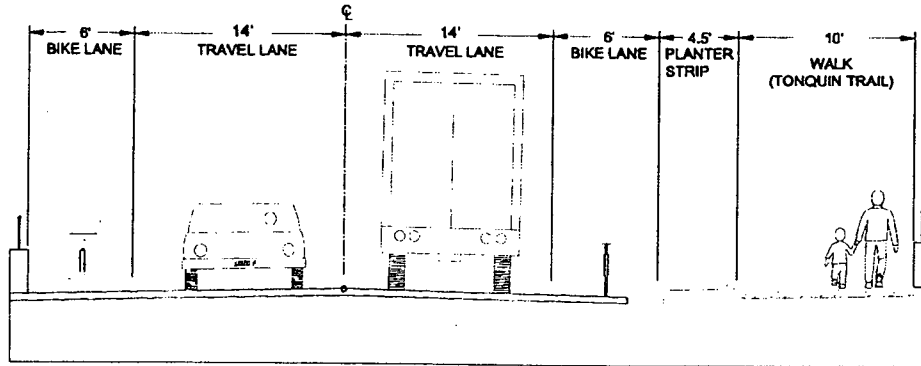 ℄
6'
BIKE LANE
14'
TRAVEL LANE
14'
TRAVEL LANE
6'
BIKE LANE
4.5'
PLANTER
STRIP
10'
WALK
(TONQUIN TRAIL)